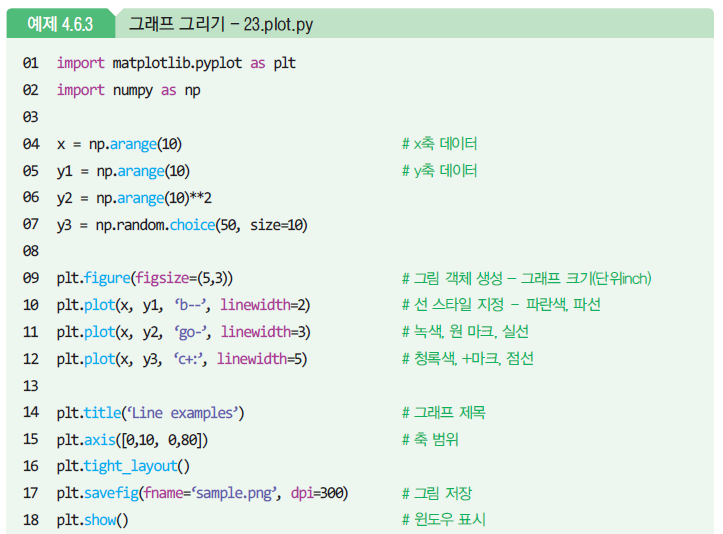 예제 4.6.3 그래프 그리기 – 23.plot.py
01 import matplotlib.pyplot as plt
02 import numpy as np
03
04 x = np.arange(10) # x축 데이터
05 y1 = np.arange(10) # y축 데이터
06 y2 = np.arange(10)**2
07 y3 = np.random.choice(50, size=10)
08
09 plt.figure(figsize=(5,3)) # 그림 객체 생성 – 그래프 크기(단위inch)
10 plt.plot(x, y1, ‘b--’, linewidth=2) # 선 스타일 지정 – 파란색, 파선
11 plt.plot(x, y2, ‘go-’, linewidth=3) # 녹색, 원 마크, 실선
12 plt.plot(x, y3, ‘c+:’, linewidth=5) # 청록색, +마크, 점선
13
14 plt.title(‘Line examples’) # 그래프 제목
15 plt.axis([0,10, 0,80]) # 축 범위
16 plt.tight_layout()
17 plt.savefig(fname=‘sample.png’, dpi=300) # 그림 저장
18 plt.show() # 윈도우 표시